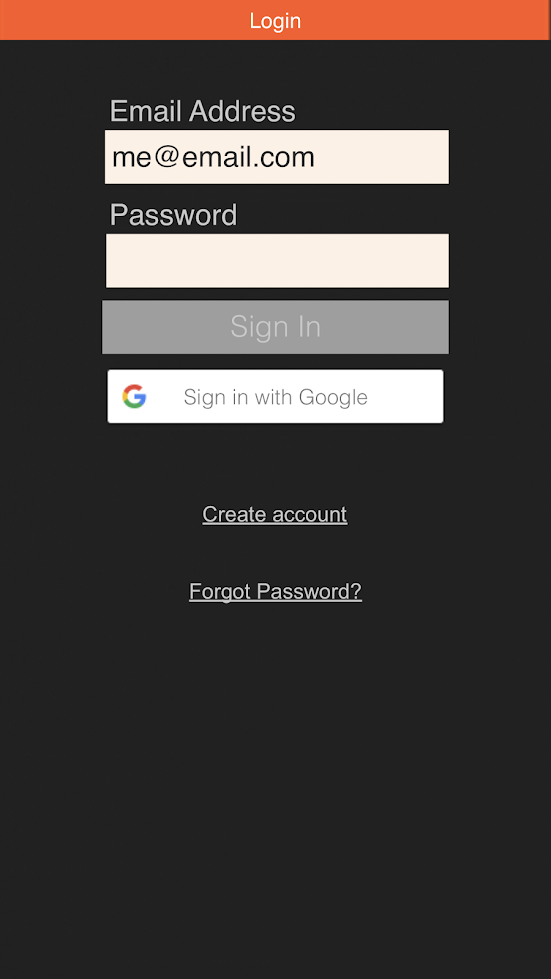 Login
Email Address
me@email.com
Password
Sign In
Sign in with Google
Create account
Forgot Password?